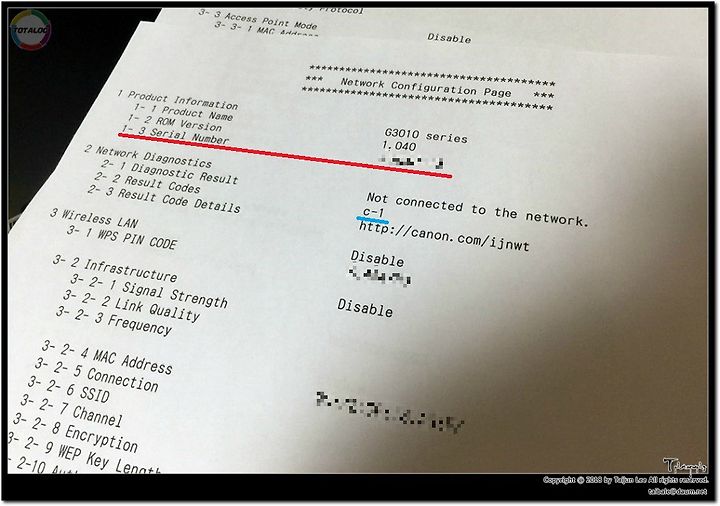 TOTALOG
Protocol
3- 3 Access Point Mode
3- 3- 1 MAC Address
Disable
***************************************
*** Network Configuration Page ***
***************************************
1 Product Information
1- 1 Product Name
G3010 series
1- 2 ROM Version
1.040
1- 3 Serial Number
2 Network Diagnostics
2- 1 Diagnostic Result
Not connected to the network.
2- 2 Result Codes
c-1
2- 3 Result Code Details
http://canon.com/ijnwt
3 Wireless LAN
Disable
3- 1 WPS PIN CODE
3- 2 Infrastructure
Disable
3- 2- 1 Signal Strength
3- 2- 2 Link Quality
3- 2- 3 Frequency
3- 2- 4 MAC Address
3- 2- 5 Connection
3- 2- 6 SSID
3- 2- 7 Channel
3- 2- 8 Encryption
3- 2- 9 WEP Key Length
2-10
Copyright @ 2018 by Taijun Lee All rights reserved.
taibale@daum.net